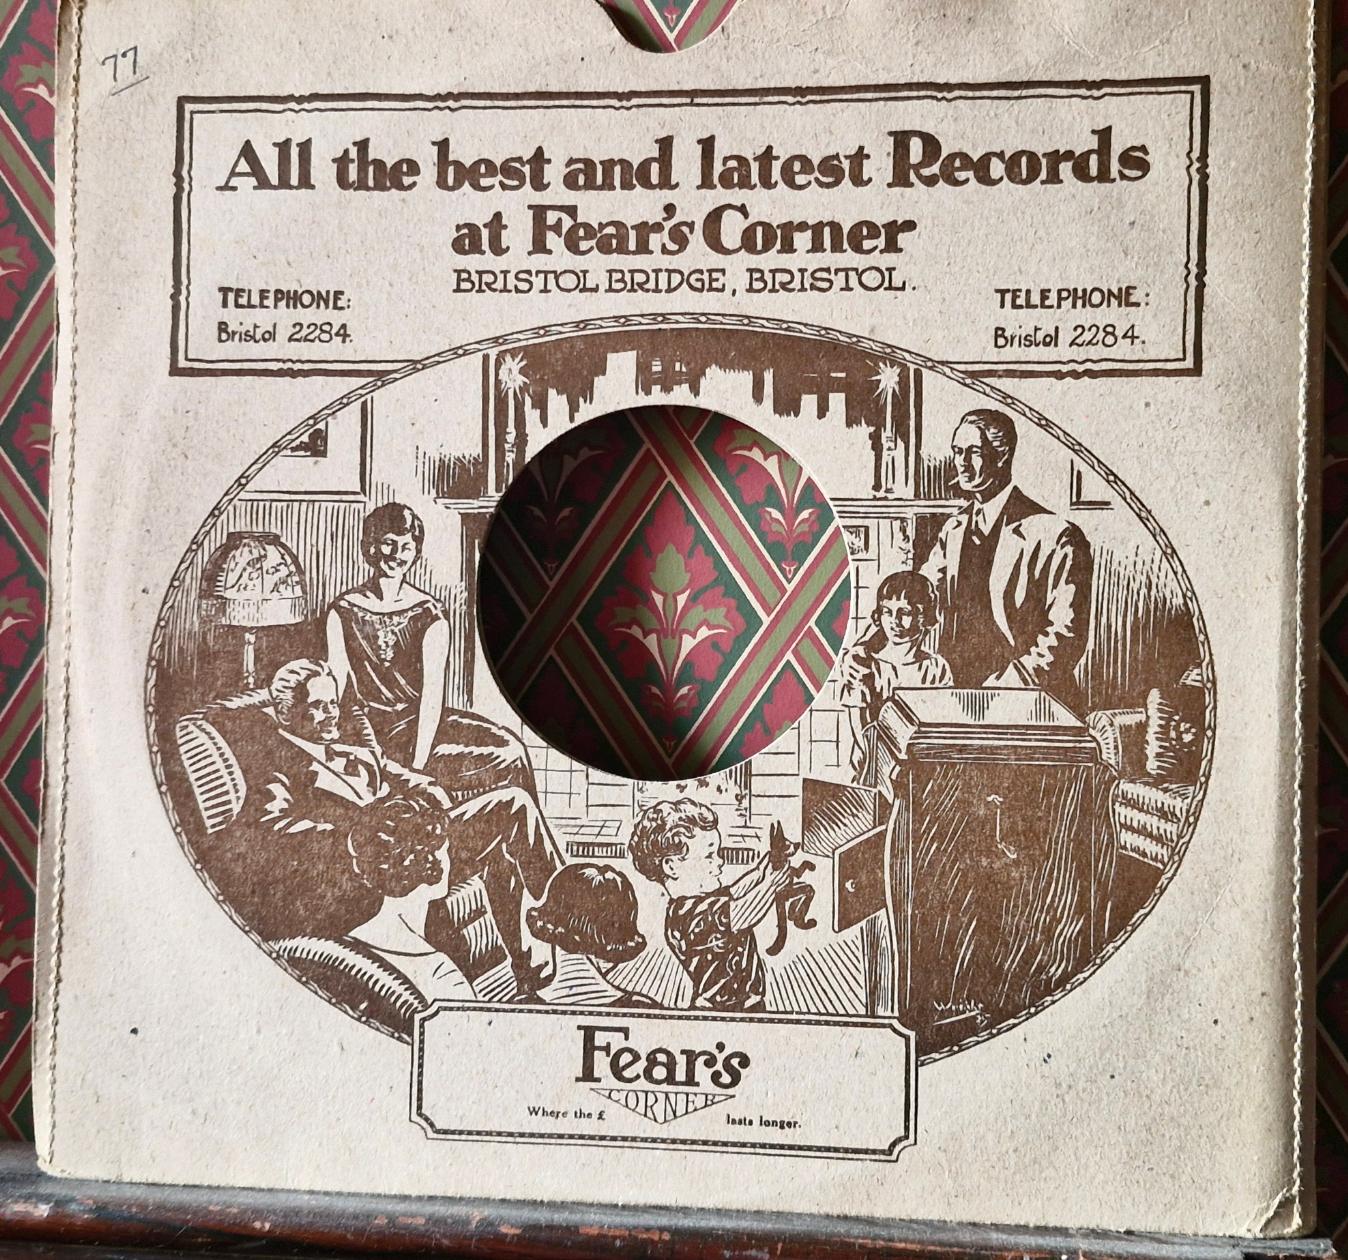 77
All the best and latest Records
at Fear's Corner
BRISTOL BRIDGE, BRISTOL.
TELEPHONE:
Bristol 2284.
TELEPHONE:
Bristol 2284.
Fear's
CORNER
Where the £ lasts longer.